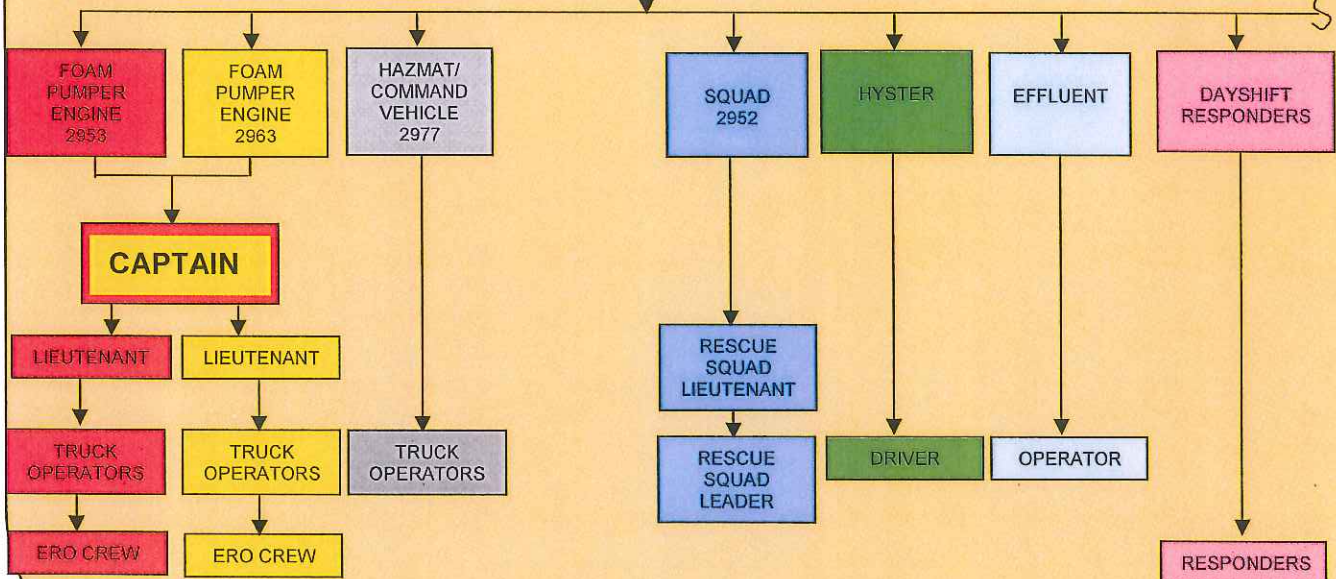 FOAM
PUMPER
ENGINE
2953
FOAM
PUMPER
ENGINE
2963
HAZMAT/
COMMAND
VEHICLE
2977
SQUAD
2952
HYSTER
EFFLUENT
DAYSHIFT
RESPONDERS
CAPTAIN
LIEUTENANT
LIEUTENANT
RESCUE
SQUAD
LIEUTENANT
TRUCK
OPERATORS
TRUCK
OPERATORS
TRUCK
OPERATORS
RESCUE
SQUAD
LEADER
DRIVER
OPERATOR
ERO CREW
ERO CREW
RESPONDERS